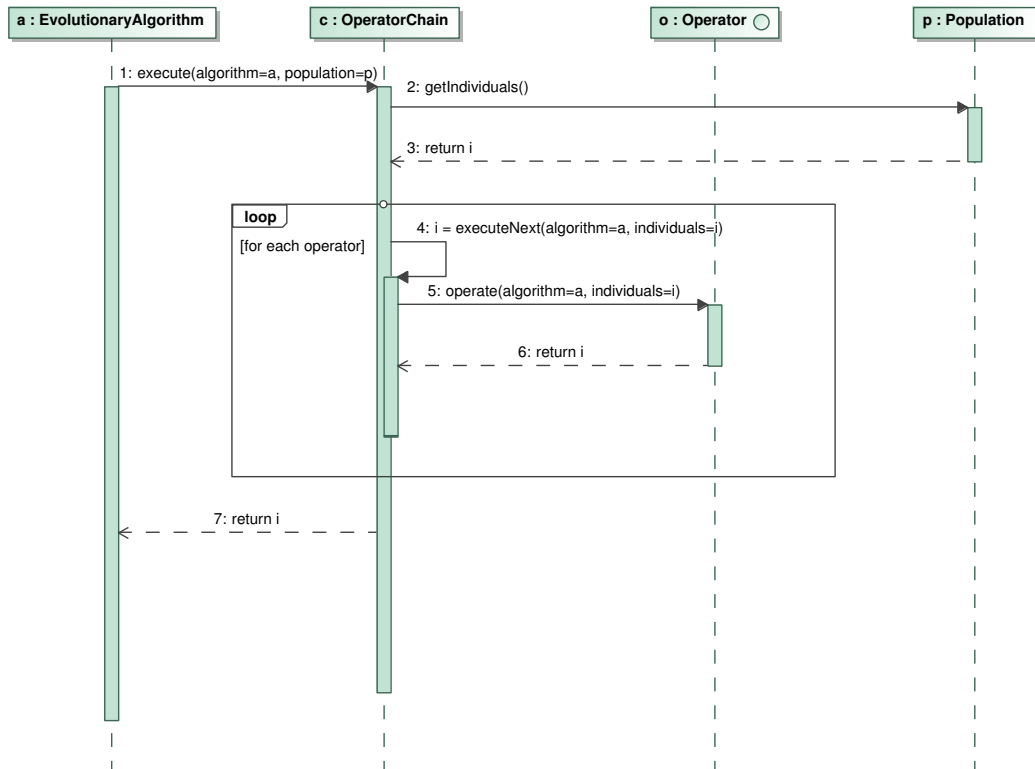 a : EvolutionaryAlgorithm
c : OperatorChain
o : Operator
p : Population
1: execute(algorithm=a, population=p)
2: getIndividuals()
3: return i
loop
4: i = executeNext(algorithm=a, individuals=i)
[for each operator]
5: operate(algorithm=a, individuals=i)
6: return i
7: return i